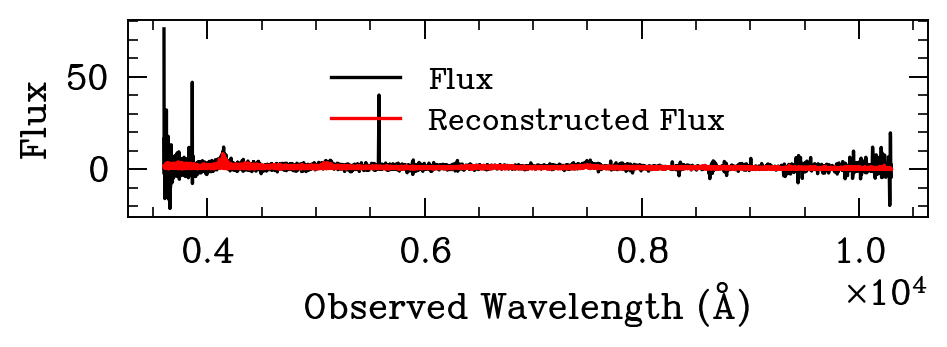 Flux
50
0
Flux
Reconstructed Flux
0.4 0.6 0.8 1.0
×10⁴
Observed Wavelength (Å)